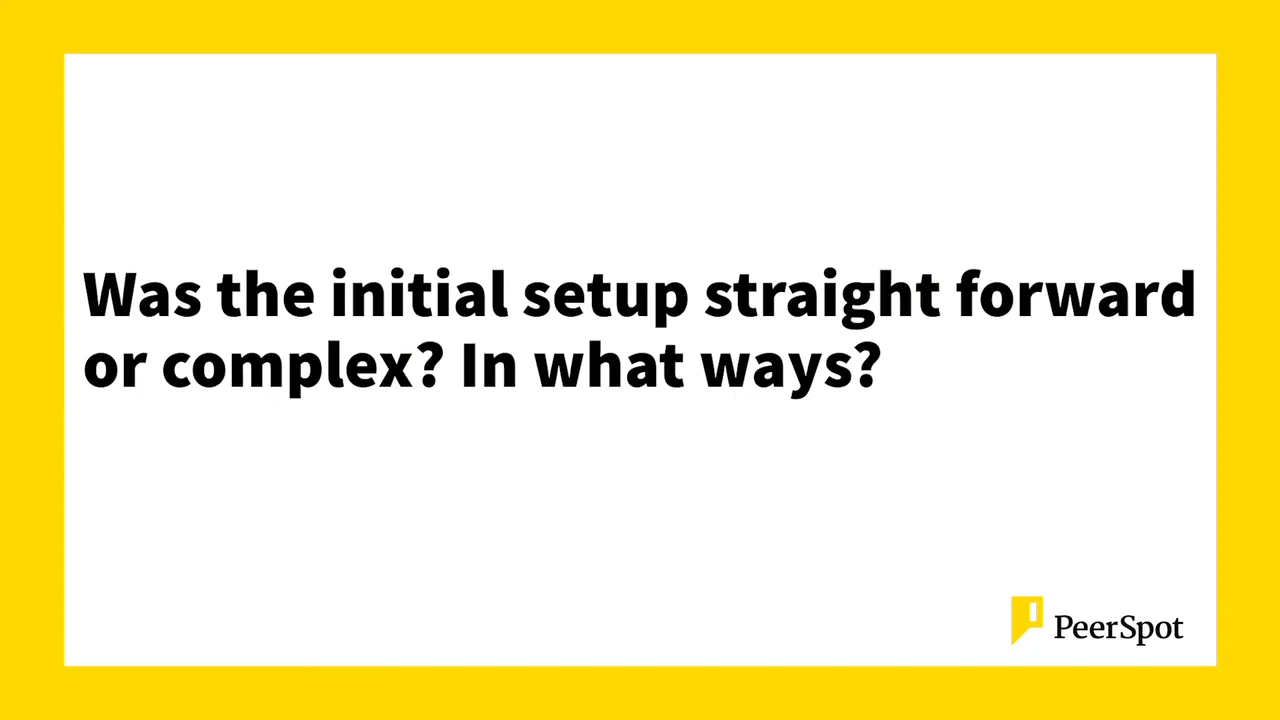 Was the initial setup straight forward
or complex? In what ways?
PeerSpot